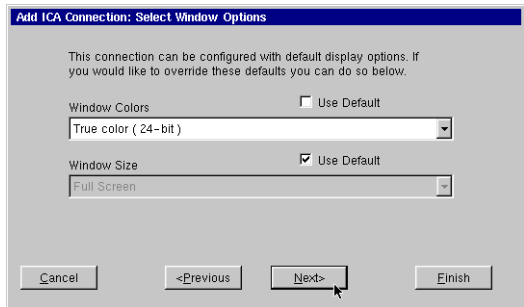 Add ICA Connection: Select Window Options
This connection can be configured with default display options. If
you would like to override these defaults you can do so below.
Window Colors
Use Default
True color ( 24-bit )
Window Size
Use Default
Full Screen
Cancel
<Previous
Next>
Finish